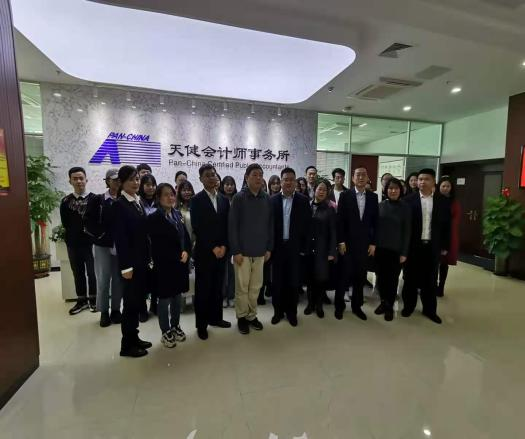 PAN-CHINA
天健会计师事务所
Pan-China Certified Public Accountants